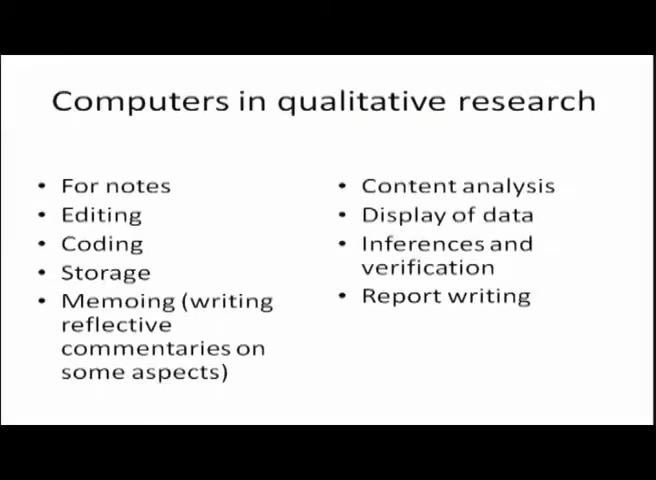 Computers in qualitative research
• For notes
• Editing
• Coding
• Storage
• Memoing (writing
reflective
commentaries on
some aspects)
• Content analysis
• Display of data
• Inferences and
verification
• Report writing